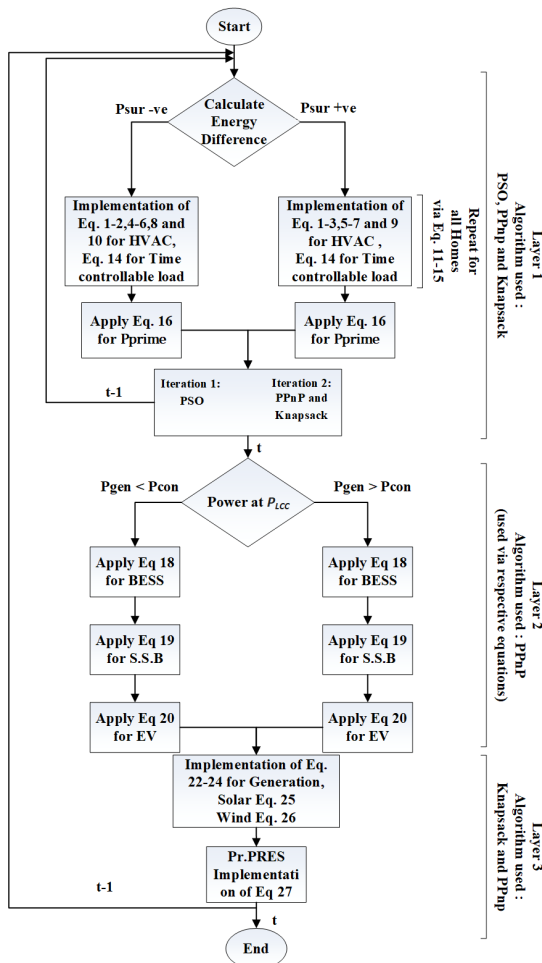 Start
Psur -ve
Psur +ve
Calculate
Energy
Difference
Implementation of
Eq. 1-2,4-6,8 and
10 for HVAC,
Eq. 14 for Time
controllable load
Implementation of
Eq. 1-3,5-7 and 9
for HVAC ,
Eq. 14 for Time
controllable load
Repeat for
all Homes
via Eq. 11-15
Layer 1
Algorithm used :
PSO, PPnp and Knapsack
Apply Eq. 16
for Pprime
Apply Eq. 16
for Pprime
t-1
Iteration 1:
PSO
Iteration 2:
PPnP and
Knapsack
t
Pgen < Pcon
Pgen > Pcon
Power at PLCC
Layer 2
Algorithm used : PPnP
(used via respective equations)
Apply Eq 18
for BESS
Apply Eq 18
for BESS
Apply Eq 19
for S.S.B
Apply Eq 19
for S.S.B
Apply Eq 20
for EV
Apply Eq 20
for EV
Implementation of Eq.
22-24 for Generation,
Solar Eq. 25
Wind Eq. 26
Layer 3
Algorithm used :
Knapsack and PPnp
Pr.PRES
Implementati
on of Eq 27
t-1
t
End